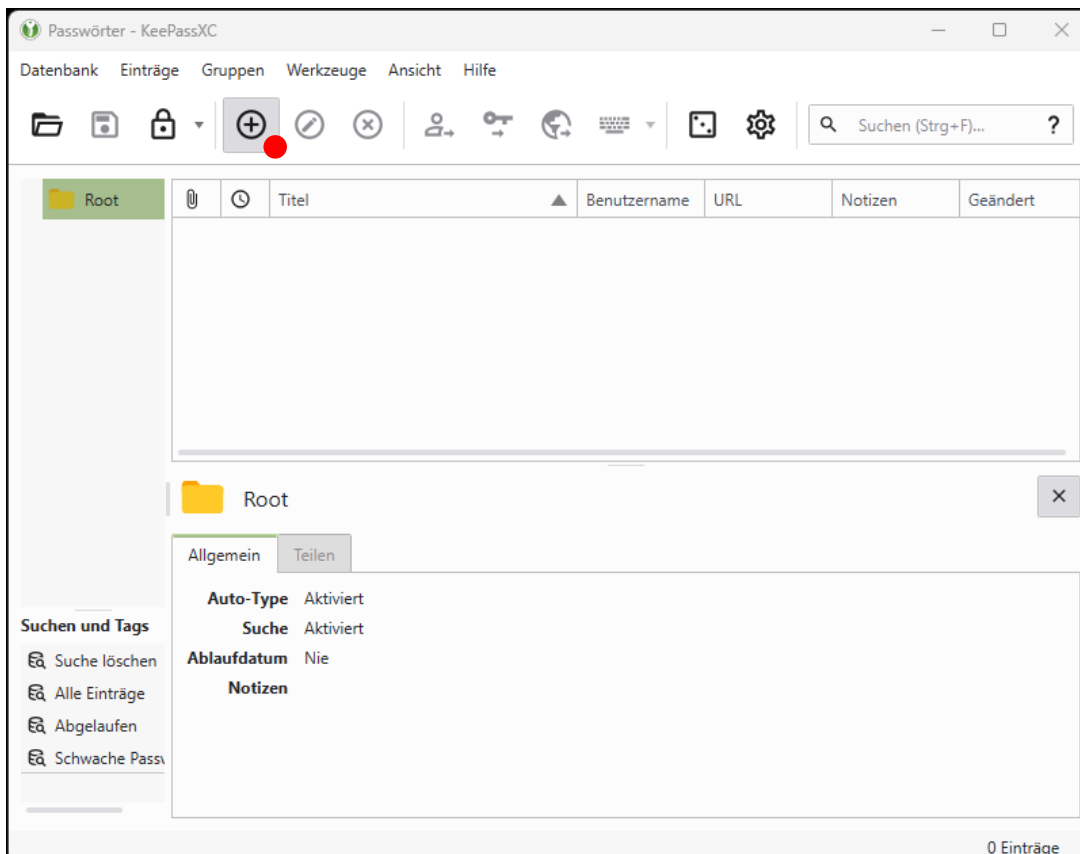 Passwörter - KeePassXC
Datenbank Einträge Gruppen Werkzeuge Ansicht Hilfe
Suchen (Strg+F)... ?
Root
Titel Benutzername URL Notizen Geändert
Root
Allgemein Teilen
Auto-Type Aktiviert
Suche Aktiviert
Ablaufdatum Nie
Notizen
Suchen und Tags
Suche löschen
Alle Einträge
Abgelaufen
Schwache
0 Einträge